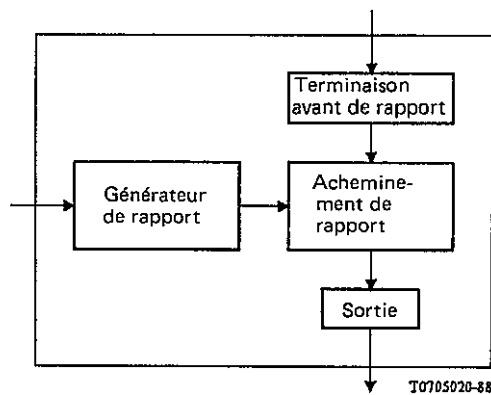 Terminaison
avant de rapport
Générateur
de rapport
Achemine-
ment de
rapport
Sortie
T0705020-88